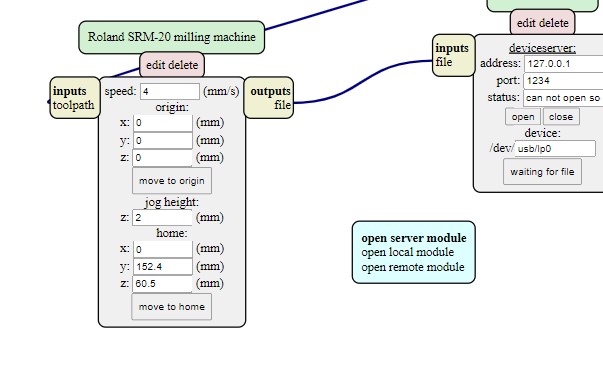 Roland SRM-20 milling machine
edit delete
inputs
toolpath
speed: 4 (mm/s)
outputs
file
origin:
x: 0 (mm)
y: 0 (mm)
z: 0 (mm)
move to origin
jog height:
z: 2 (mm)
home:
x: 0 (mm)
y: 152.4 (mm)
z: 60.5 (mm)
move to home
edit delete
inputs
file
deviceserver:
address: 127.0.0.1
port: 1234
status: can not open so
open close
device:
/dev/ usb/lp0
waiting for file
open server module
open local module
open remote module